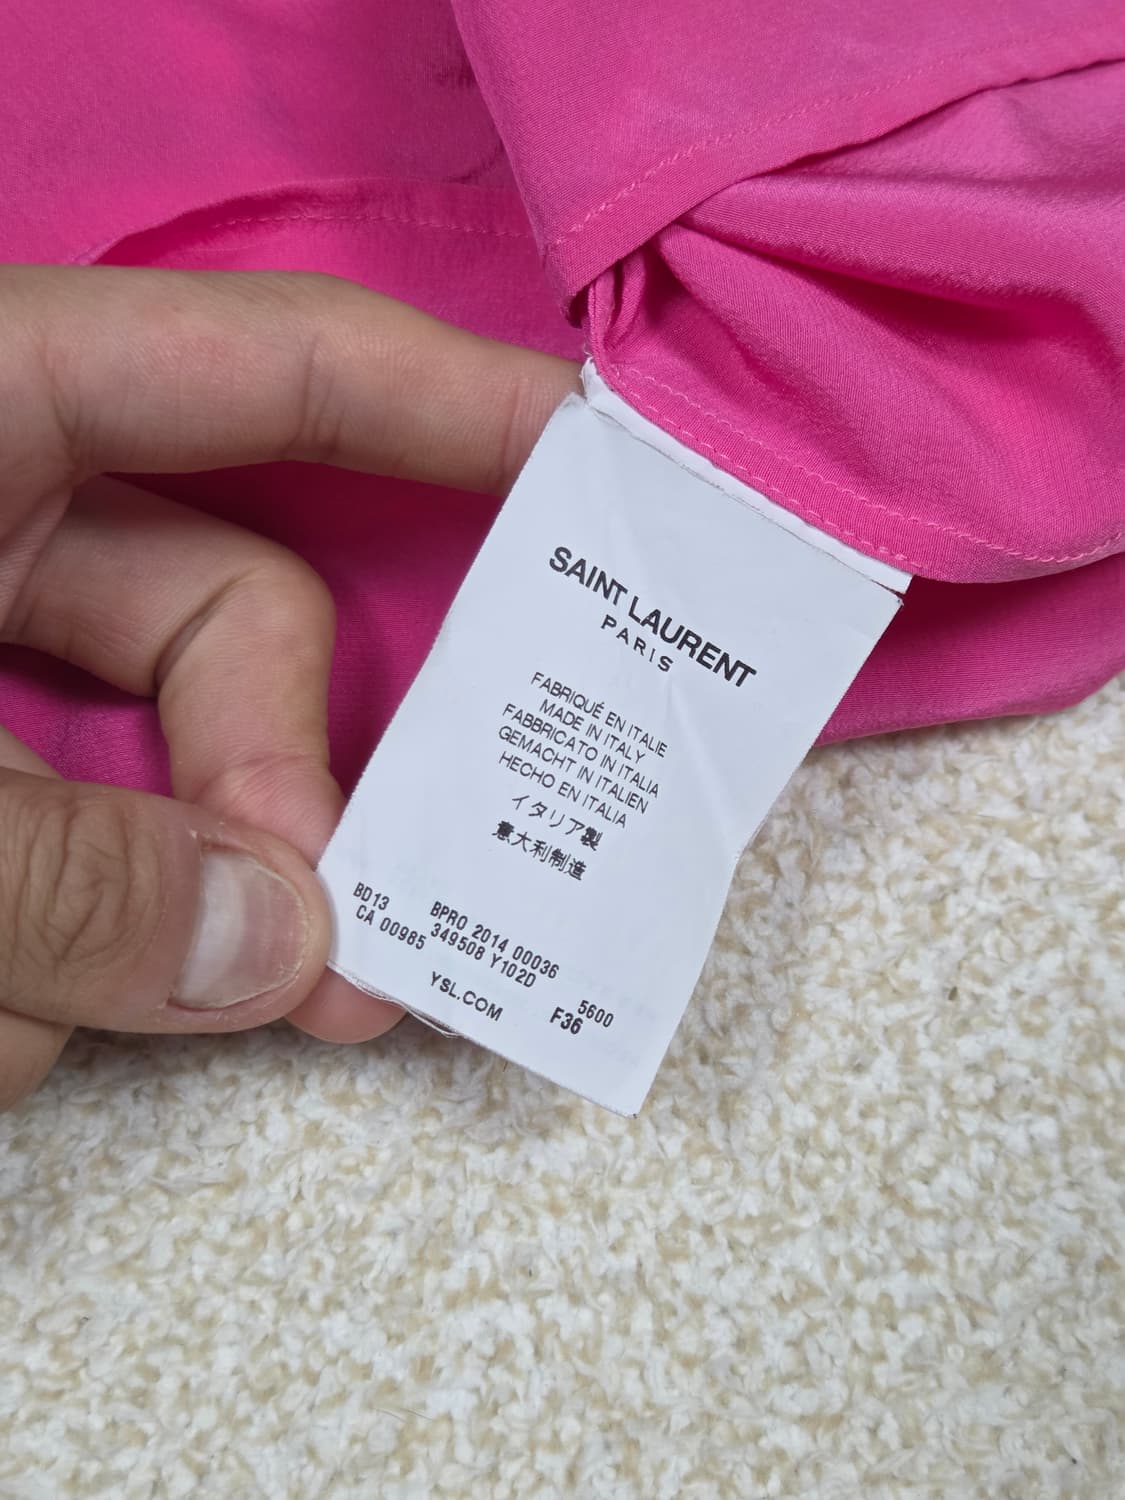 SAINT LAURENT
PARIS
FABRIQUÉ EN ITALIE
MADE IN ITALY
FABBRICATO IN ITALIA
GEMACHT IN ITALIEN
HECHO EN ITALIA
イタリア製
意大利制造
BD13 BPRO 2014 00036
CA 00985 349508 Y102D 5600
YSL.COM F36